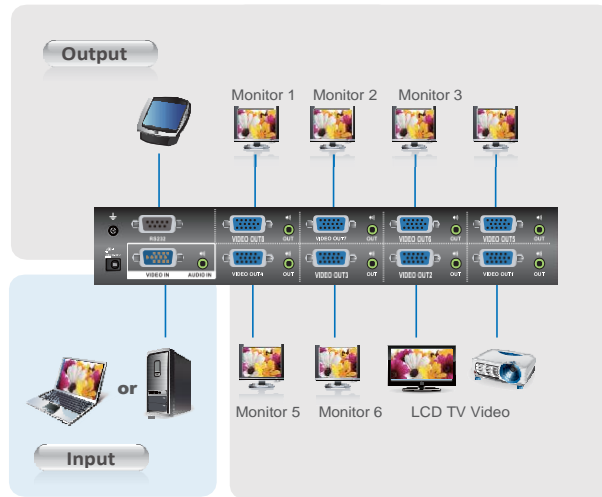 Output
Monitor 1 Monitor 2 Monitor 3
RS232
VIDEO OUT8 OUT VIDEO OUT7 OUT VIDEO OUT6 OUT VIDEO OUT5 OUT
VIDEO IN AUDIO IN
VIDEO OUT4 OUT VIDEO OUT3 OUT VIDEO OUT2 OUT VIDEO OUT1 OUT
or
Monitor 5 Monitor 6 LCD TV Video
Input